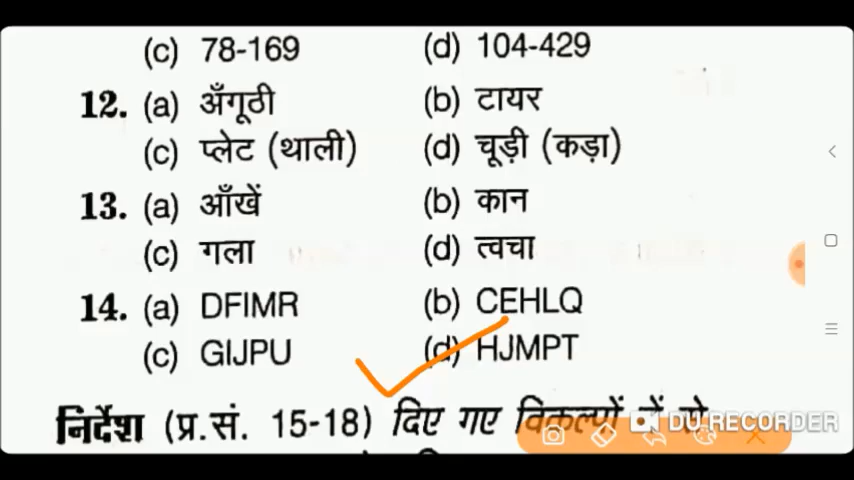 (c) 78-169 (d) 104-429
12. (a) अँगूठी (b) टायर
(c) प्लेट (थाली) (d) चूड़ी (कड़ा)
13. (a) आँखें (b) कान
(c) गला (d) त्वचा
14. (a) DFIMR (b) CEHLQ
(c) GIJPU (d) HJMPT
निर्देश (प्र.सं. 15-18) दिए गए विकल्पों में से
DU RECORDER